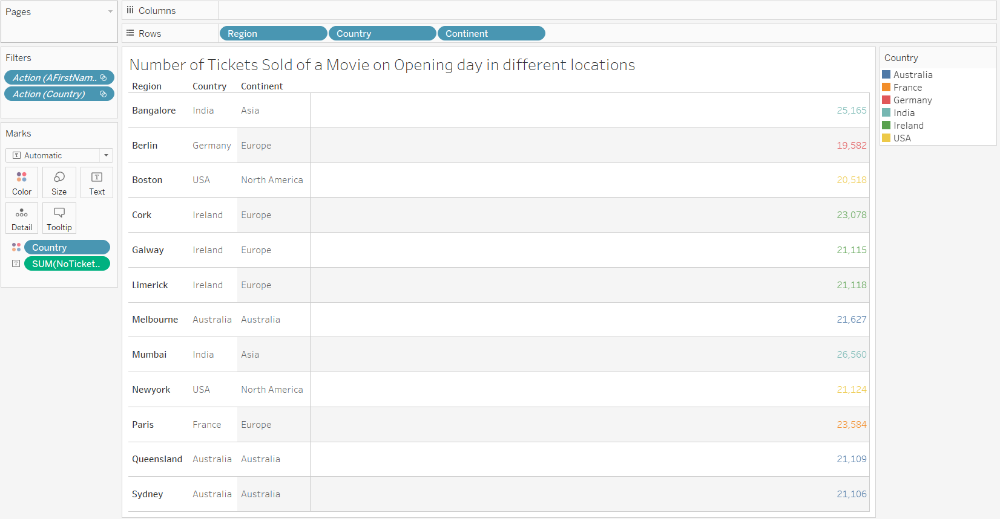 Pages
Columns
Rows Region Country Continent
Filters
Action (AFirstNam..
Action (Country)
Marks
Automatic
Color Size Text
Detail Tooltip
Country
SUM(NoTicket..
Number of Tickets Sold of a Movie on Opening day in different locations
Region Country Continent
Bangalore India Asia 25,165
Berlin Germany Europe 19,582
Boston USA North America 20,518
Cork Ireland Europe 23,078
Galway Ireland Europe 21,115
Limerick Ireland Europe 21,118
Melbourne Australia Australia 21,627
Mumbai India Asia 26,560
Newyork USA North America 21,124
Paris France Europe 23,584
Queensland Australia Australia 21,109
Sydney Australia Australia 21,106
Country
Australia
France
Germany
India
Ireland
USA